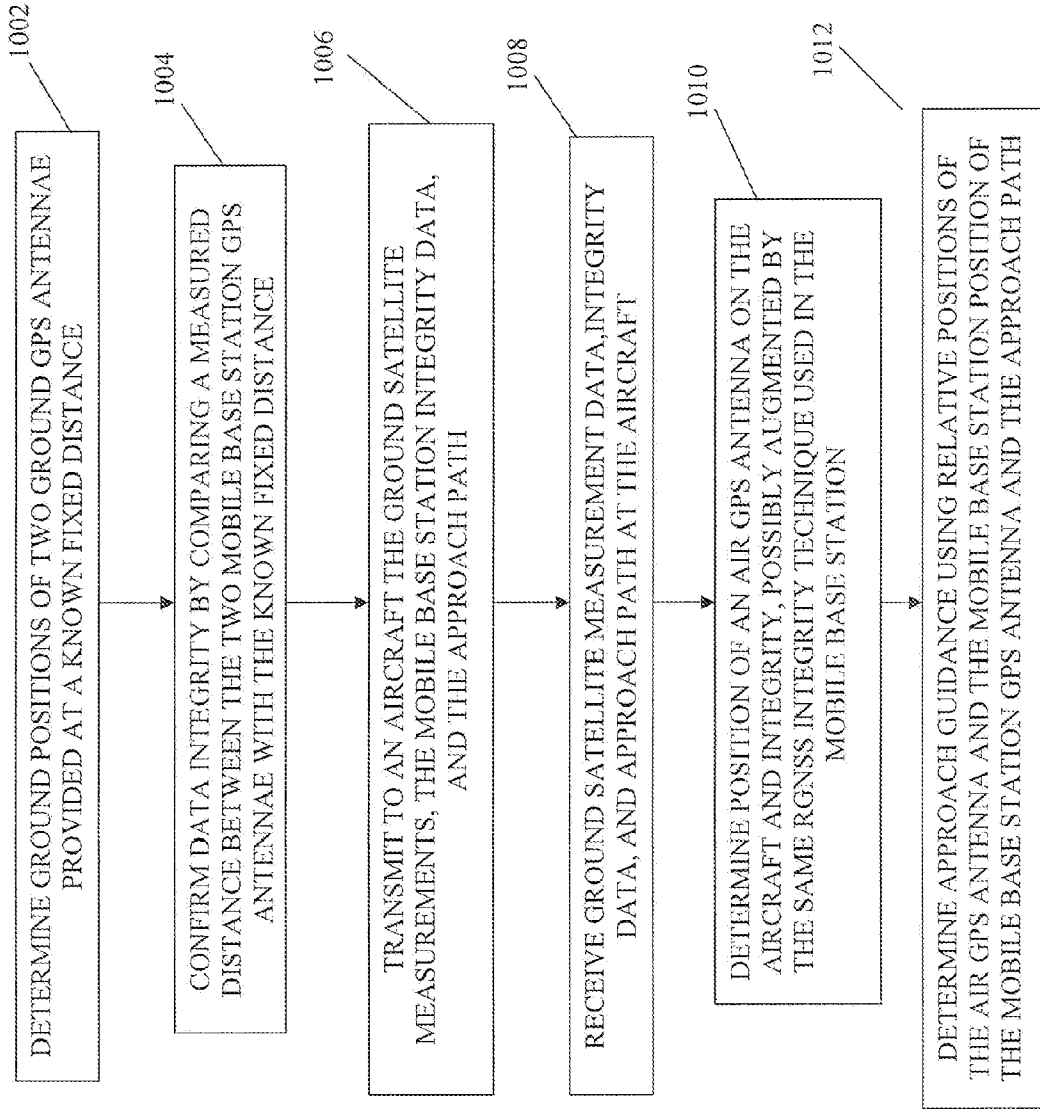 1002
DETERMINE GROUND POSITIONS OF TWO GROUND GPS ANTENNAE
PROVIDED AT A KNOWN FIXED DISTANCE
1004
CONFIRM DATA INTEGRITY BY COMPARING A MEASURED
DISTANCE BETWEEN THE TWO MOBILE BASE STATION GPS
ANTENNAE WITH THE KNOWN FIXED DISTANCE
1006
TRANSMIT TO AN AIRCRAFT THE GROUND SATELLITE
MEASUREMENTS, THE MOBILE BASE STATION INTEGRITY DATA,
AND THE APPROACH PATH
1008
RECEIVE GROUND SATELLITE MEASUREMENT DATA,INTEGRITY
DATA, AND APPROACH PATH AT THE AIRCRAFT
1010
DETERMINE POSITION OF AN AIR GPS ANTENNA ON THE
AIRCRAFT AND INTEGRITY, POSSIBLY AUGMENTED BY
THE SAME RGNSS INTEGRITY TECHNIQUE USED IN THE
MOBILE BASE STATION
1012
DETERMINE APPROACH GUIDANCE USING RELATIVE POSITIONS OF
THE AIR GPS ANTENNA AND THE MOBILE BASE STATION POSITION OF
THE MOBILE BASE STATION GPS ANTENNA AND THE APPROACH PATH